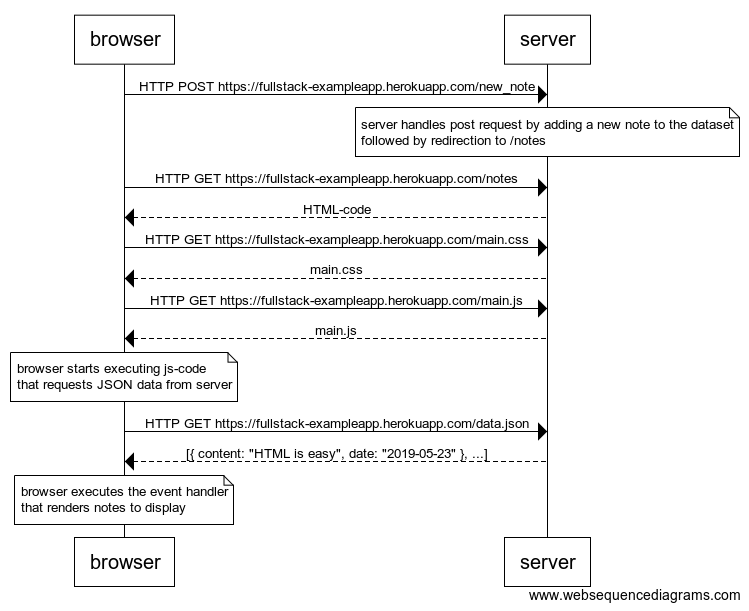 browser
server
HTTP POST https://fullstack-exampleapp.herokuapp.com/new_note
server handles post request by adding a new note to the dataset
followed by redirection to /notes
HTTP GET https://fullstack-exampleapp.herokuapp.com/notes
HTML-code
HTTP GET https://fullstack-exampleapp.herokuapp.com/main.css
main.css
HTTP GET https://fullstack-exampleapp.herokuapp.com/main.js
main.js
browser starts executing js-code
that requests JSON data from server
HTTP GET https://fullstack-exampleapp.herokuapp.com/data.json
[{ content: "HTML is easy", date: "2019-05-23" }, ...]
browser executes the event handler
that renders notes to display
browser
server
www.websequencediagrams.com